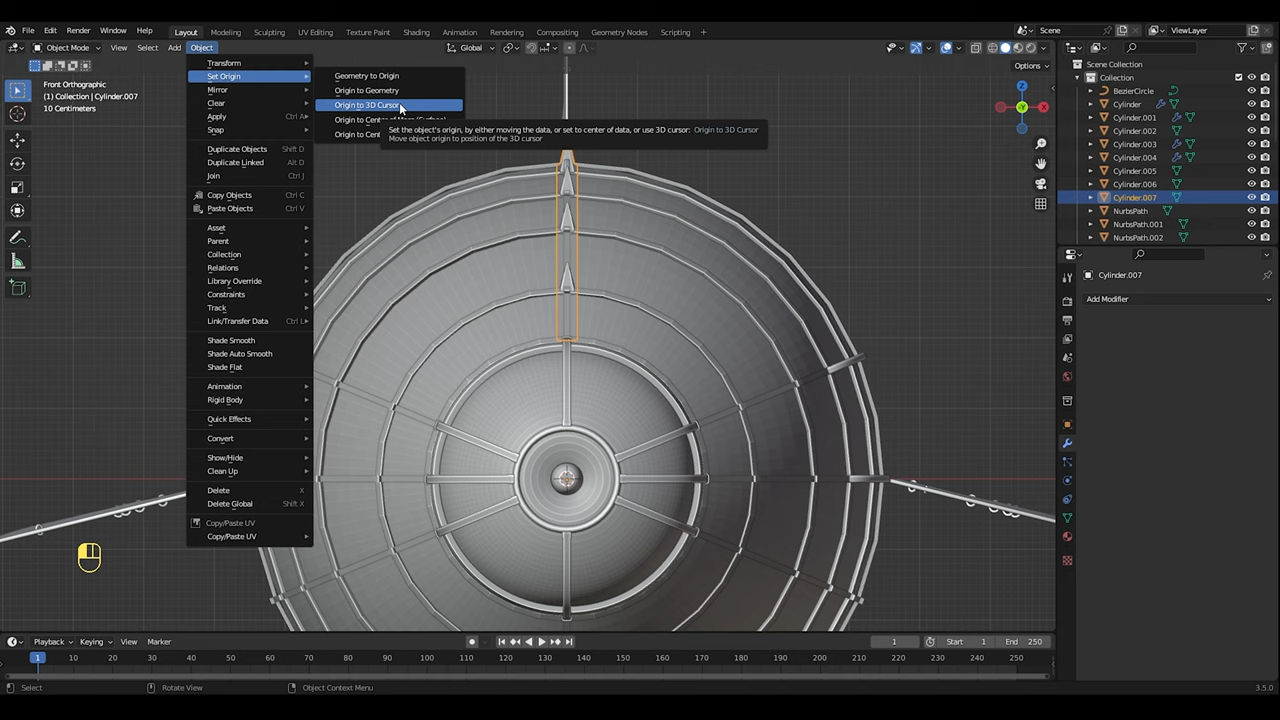 File Edit Render Window Help Layout Modeling Sculpting UV Editing Texture Paint Shading Animation Rendering Compositing Geometry Nodes Scripting + Scene ViewLayer
Object Mode View Select Add Object Global
Options
Front Orthographic
(1) Collection | Cylinder.007
10 Centimeters
Transform
Set Origin
Mirror
Clear
Apply Ctrl A
Snap
Duplicate Objects Shift D
Duplicate Linked Alt D
Join Ctrl J
Copy Objects Ctrl C
Paste Objects Ctrl V
Asset
Parent
Collection
Relations
Library Override
Constraints
Track
Link/Transfer Data Ctrl L
Shade Smooth
Shade Auto Smooth
Shade Flat
Animation
Rigid Body
Quick Effects
Convert
Show/Hide
Clean Up
Delete X
Delete Global Shift X
Copy/Paste UV
Copy/Paste UV
Geometry to Origin
Origin to Geometry
Origin to 3D Cursor
Origin to Center of Mass (Surface)
Origin to Cent
Set the object's origin, by either moving the data, or set to center of data, or use 3D cursor: Origin to 3D Cursor
Move object origin to position of the 3D cursor
Z
X
Y
Scene Collection
Collection
BezierCircle
Cylinder
Cylinder.001
Cylinder.002
Cylinder.003
Cylinder.004
Cylinder.005
Cylinder.006
Cylinder.007
NurbsPath
NurbsPath.001
NurbsPath.002
Cylinder.007
Add Modifier
Playback Keying View Marker 1 Start 1 End 250
1 10 20 30 40 50 60 70 80 90 100 110 120 130 140 150 160 170 180 190 200 210 220 230 240 250
Select Rotate View Object Context Menu 3.5.0